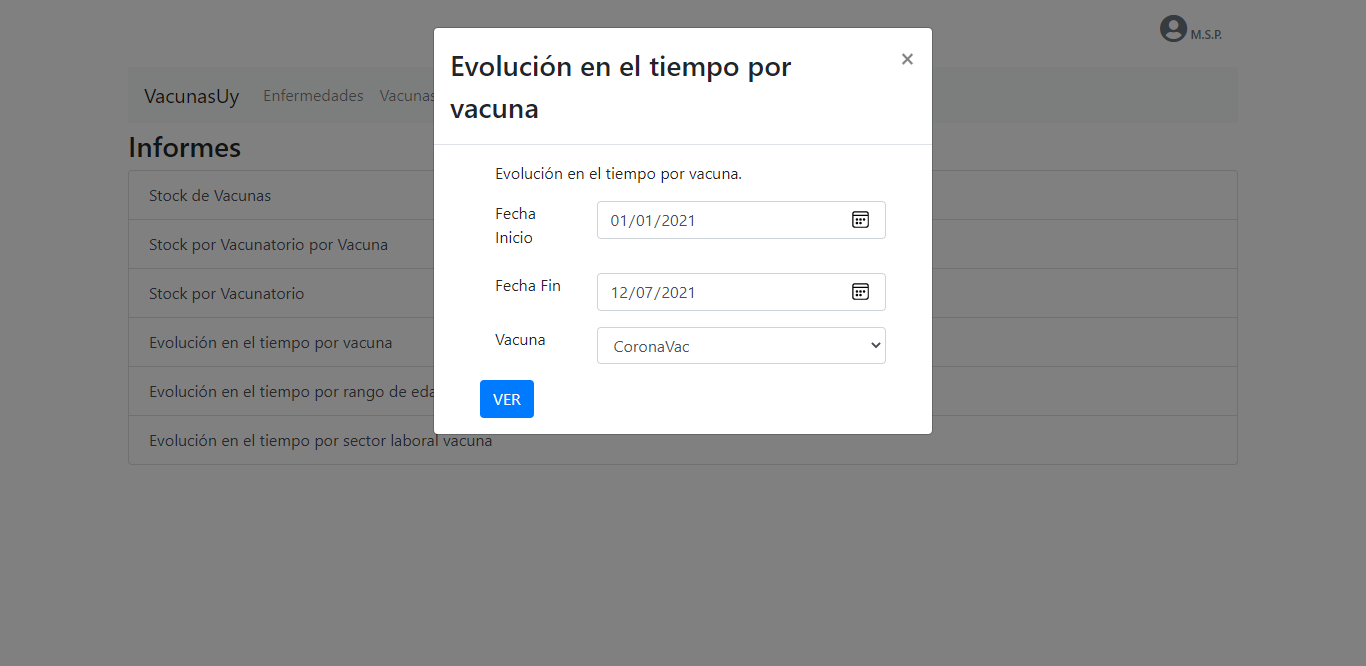 M.S.P.
VacunasUy Enfermedades Vacunas
Informes
Stock de Vacunas
Stock por Vacunatorio por Vacuna
Stock por Vacunatorio
Evolución en el tiempo por vacuna
Evolución en el tiempo por rango de eda
Evolución en el tiempo por sector laboral vacuna
Evolución en el tiempo por
vacuna
×
Evolución en el tiempo por vacuna.
Fecha
Inicio
01/01/2021
Fecha Fin
12/07/2021
Vacuna
CoronaVac
VER